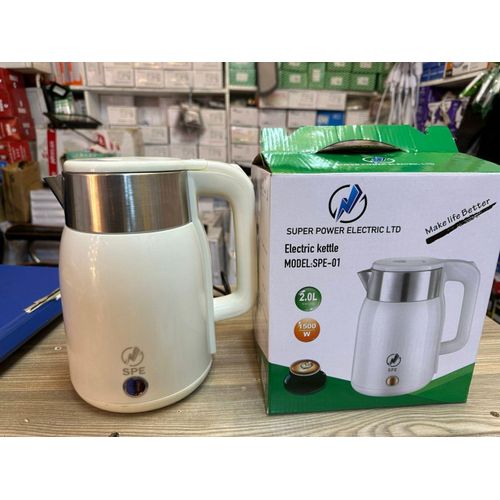 SPE
SUPER POWER ELECTRIC LTD
Make life Better
Electric kettle
MODEL:SPE-01
2.0L
1500
W
SPE